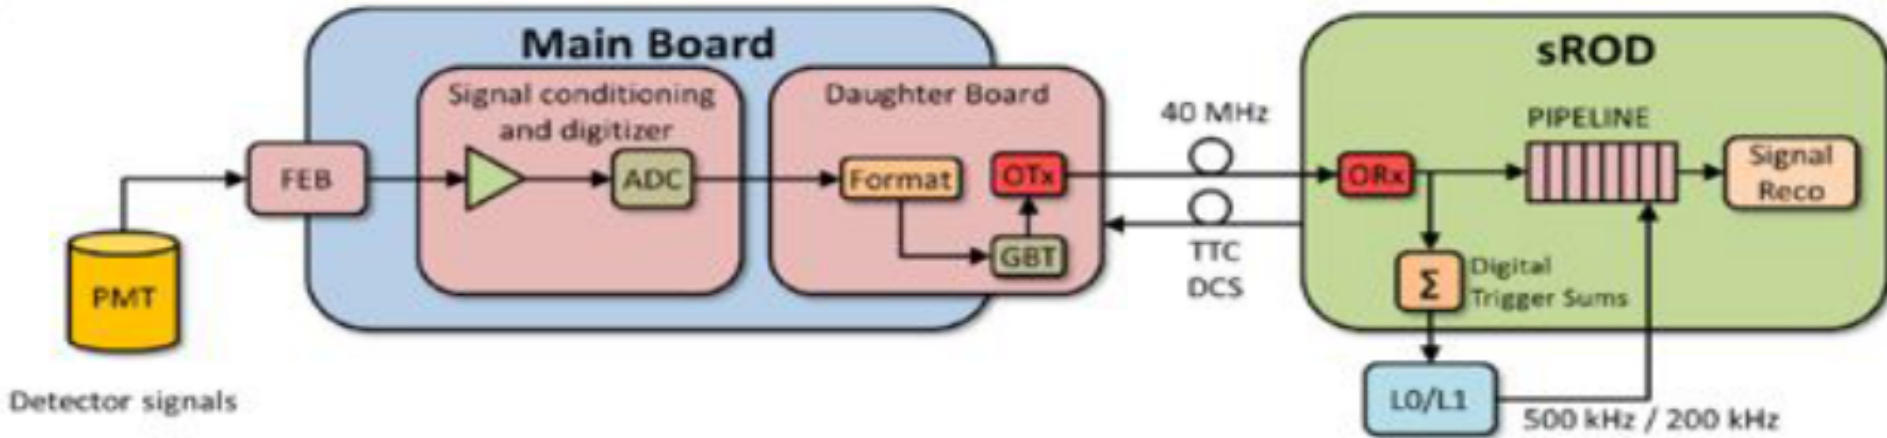 Main Board
Signal conditioning
and digitizer
Daughter Board
sROD
40 MHz
PIPELINE
FEB
ADC
Format
OTx
ORx
Signal
Reco
PMT
GBT
TTC
DCS
Σ
Digital
Trigger Sums
L0/L1
500 kHz / 200 kHz
Detector signals